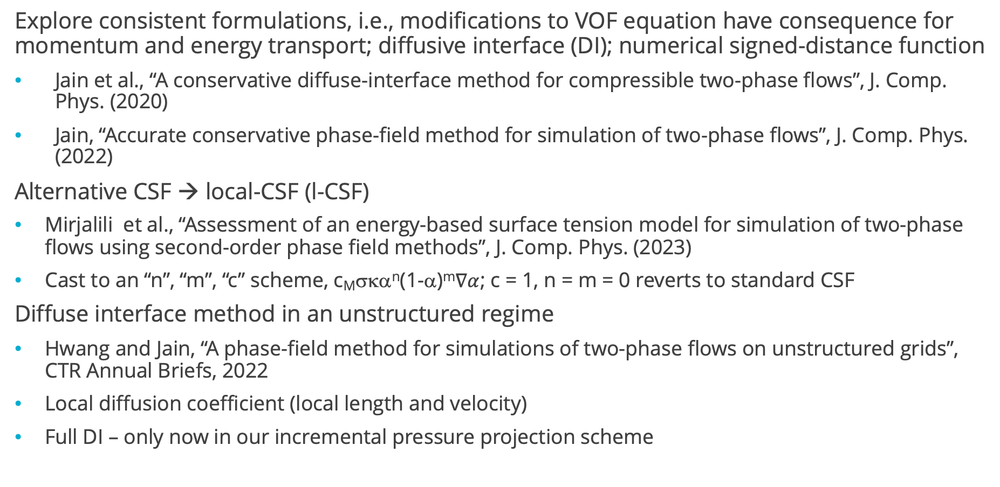 Explore consistent formulations, i.e., modifications to VOF equation have consequence for
momentum and energy transport; diffusive interface (DI); numerical signed-distance function
• Jain et al., “A conservative diffuse-interface method for compressible two-phase flows”, J. Comp.
Phys. (2020)
• Jain, “Accurate conservative phase-field method for simulation of two-phase flows”, J. Comp. Phys.
(2022)
Alternative CSF → local-CSF (l-CSF)
• Mirjalili  et al., “Assessment of an energy-based surface tension model for simulation of two-phase
flows using second-order phase field methods”, J. Comp. Phys. (2023)
• Cast to an “n”, “m”, “c” scheme, c_Mσκα^n(1-α)^m∇α; c = 1, n = m = 0 reverts to standard CSF
Diffuse interface method in an unstructured regime
• Hwang and Jain, “A phase-field method for simulations of two-phase flows on unstructured grids”,
CTR Annual Briefs, 2022
• Local diffusion coefficient (local length and velocity)
• Full DI – only now in our incremental pressure projection scheme